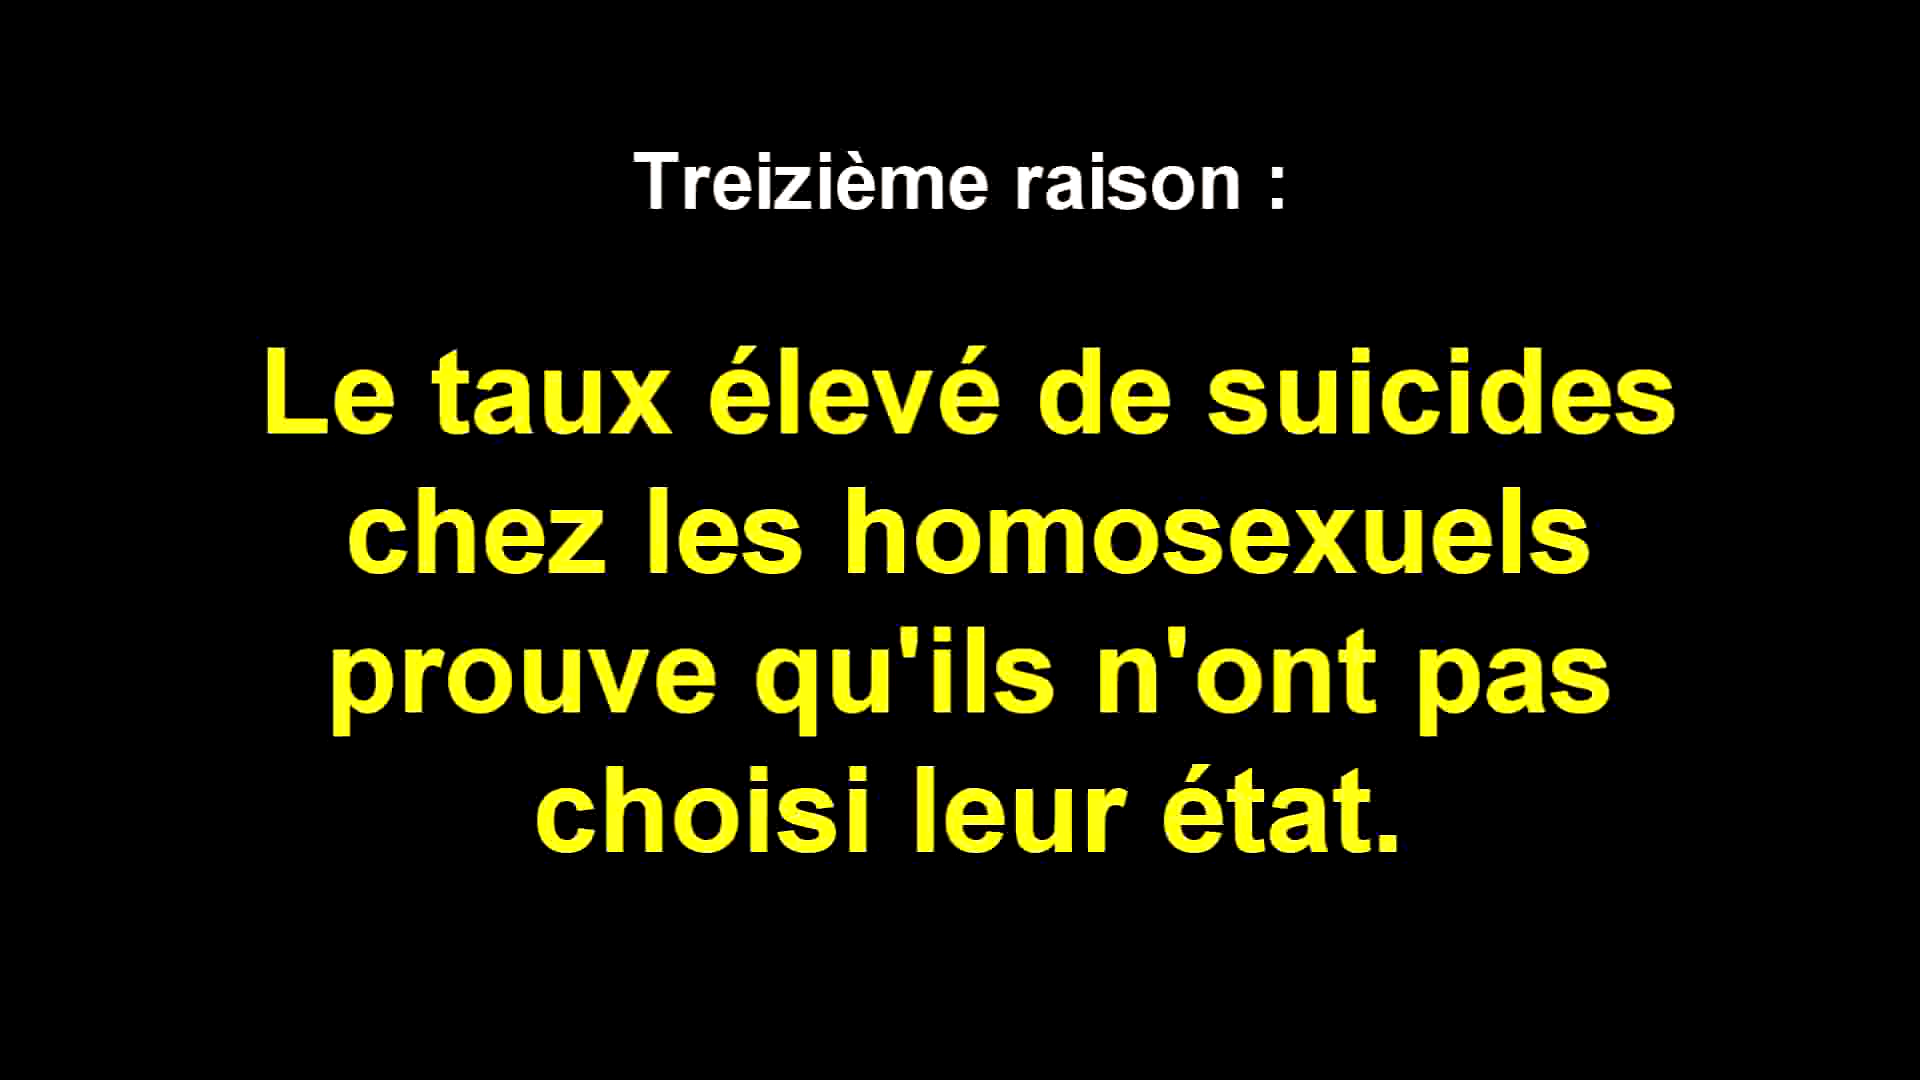 Treizième raison :
Le taux élevé de suicides
chez les homosexuels
prouve qu'ils n'ont pas
choisi leur état.